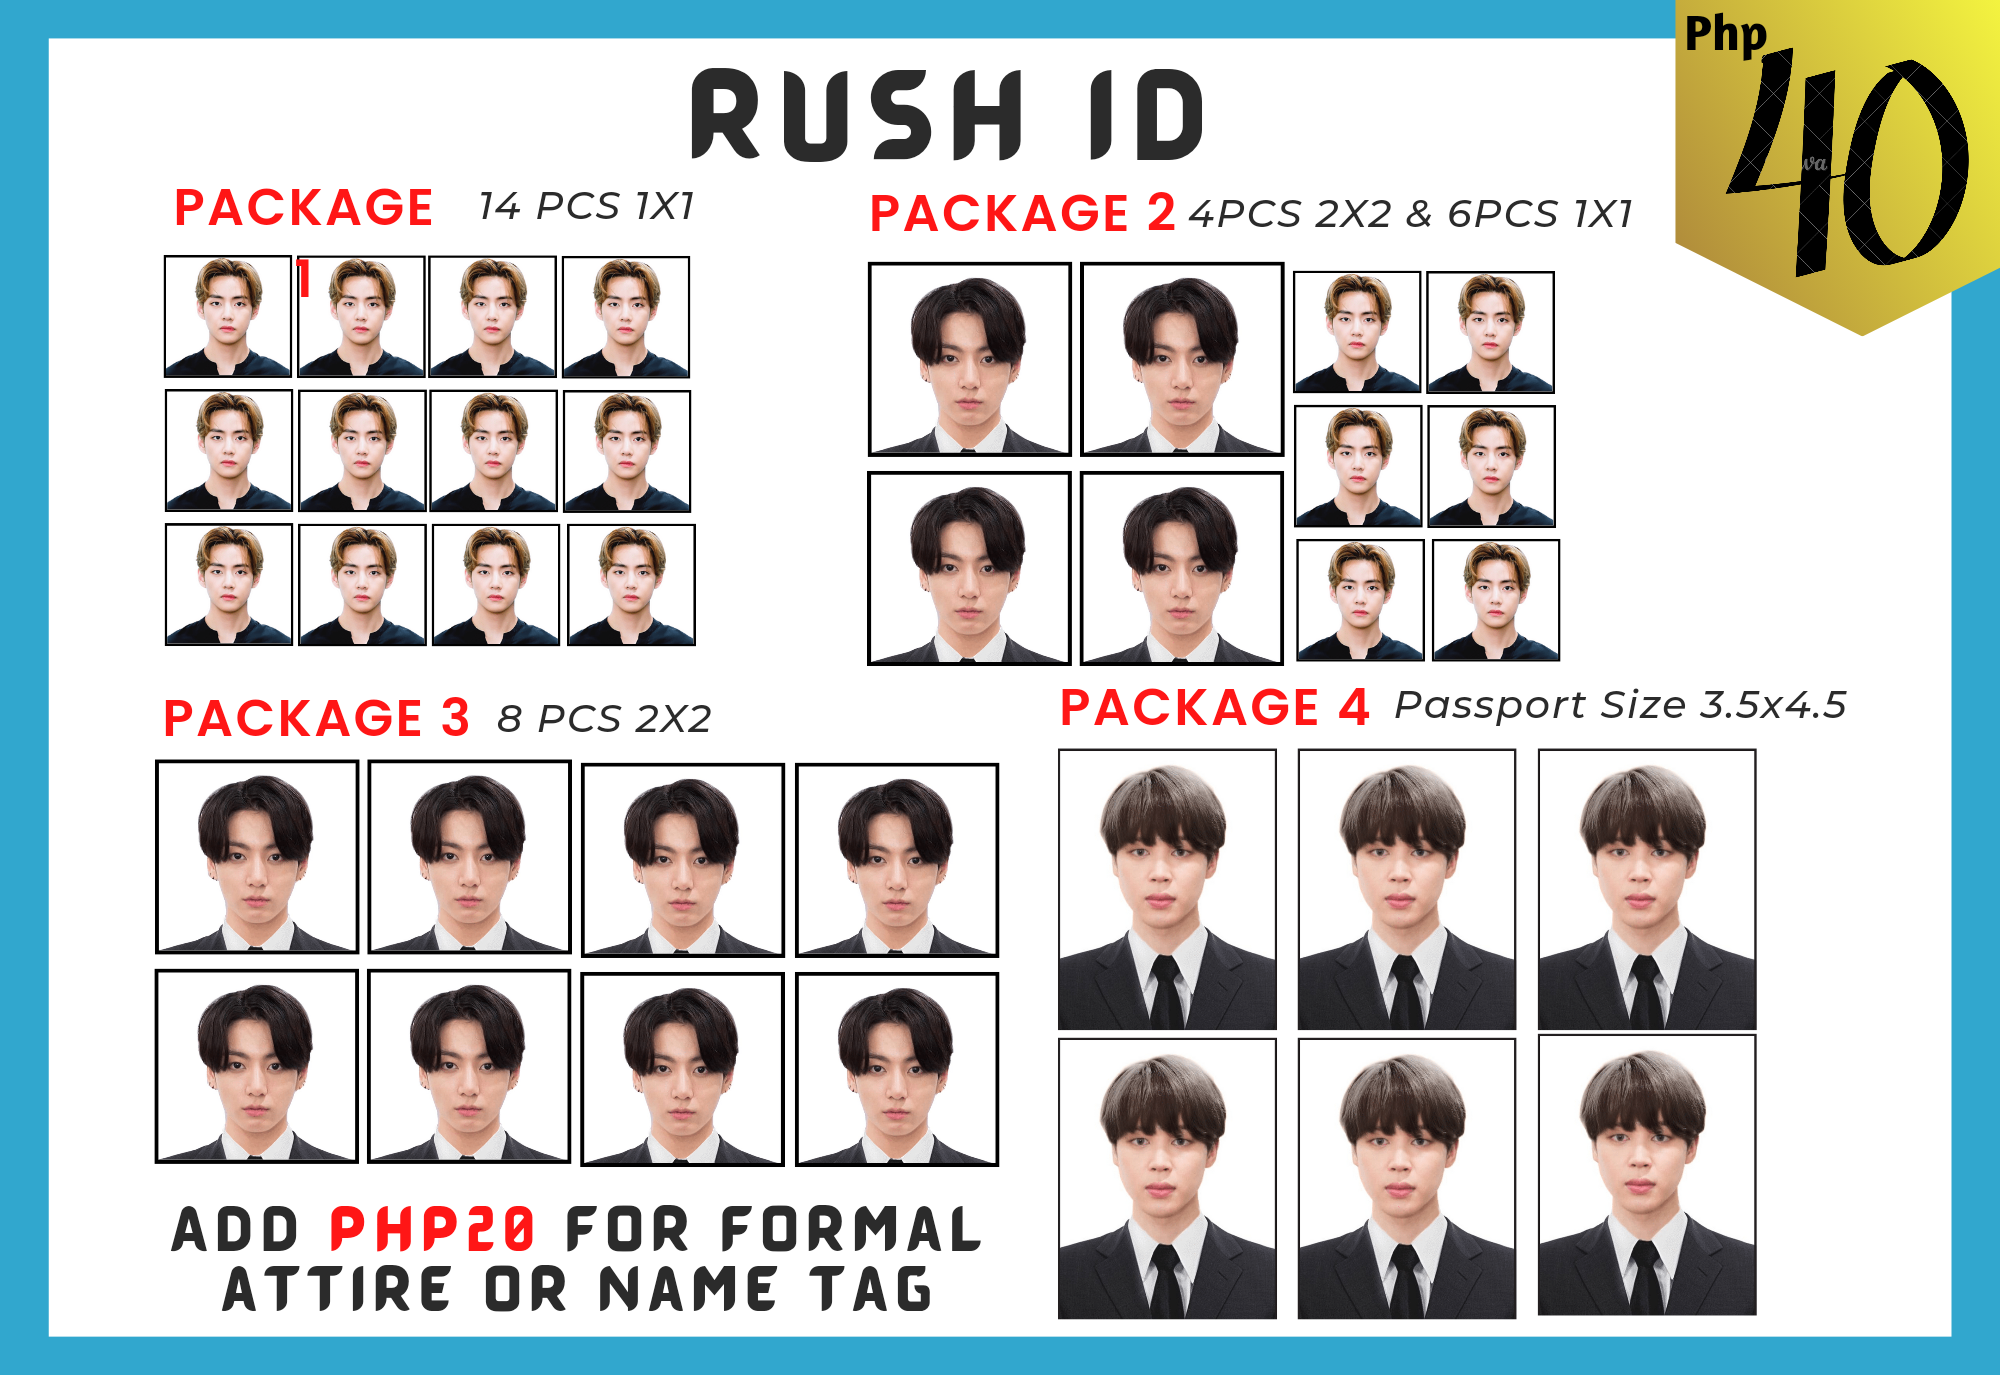 Php
40
RUSH ID
PACKAGE
1
14 PCS 1X1
PACKAGE 2
4PCS 2X2 & 6PCS 1X1
PACKAGE 3
8 PCS 2X2
PACKAGE 4
Passport Size 3.5x4.5
ADD PHP20 FOR FORMAL
ATTIRE OR NAME TAG